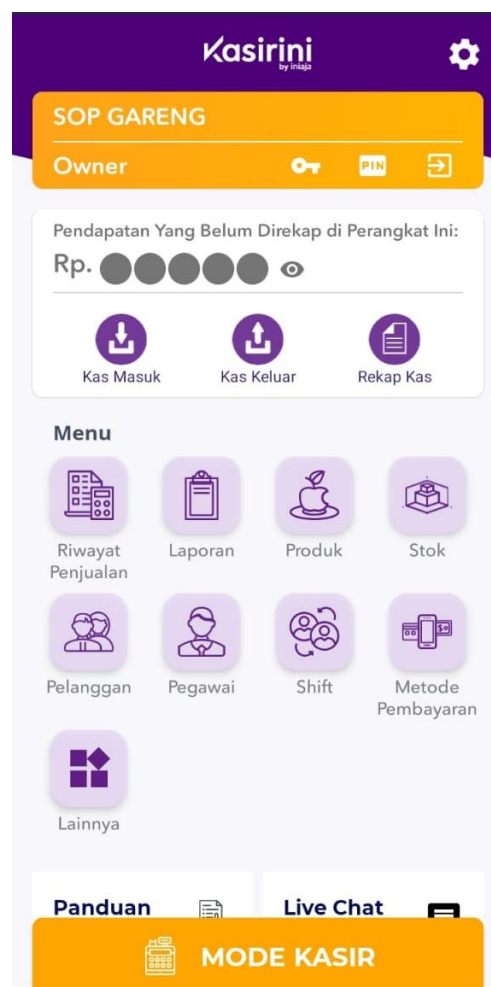 Kasirini
by iniaja
SOP GARENG
Owner
PIN
Pendapatan Yang Belum Direkap di Perangkat Ini:
Rp.
Kas Masuk Kas Keluar Rekap Kas
Menu
Riwayat Penjualan
Laporan
Produk
Stok
Pelanggan
Pegawai
Shift
Metode Pembayaran
Lainnya
Panduan
Live Chat
MODE KASIR